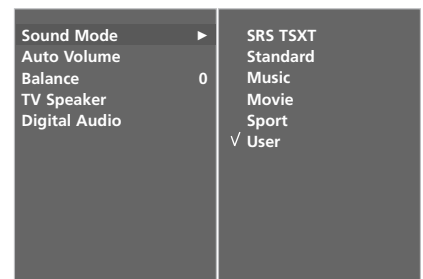 Sound Mode ►
Auto Volume
Balance 0
TV Speaker
Digital Audio
SRS TSXT
Standard
Music
Movie
Sport
√ User